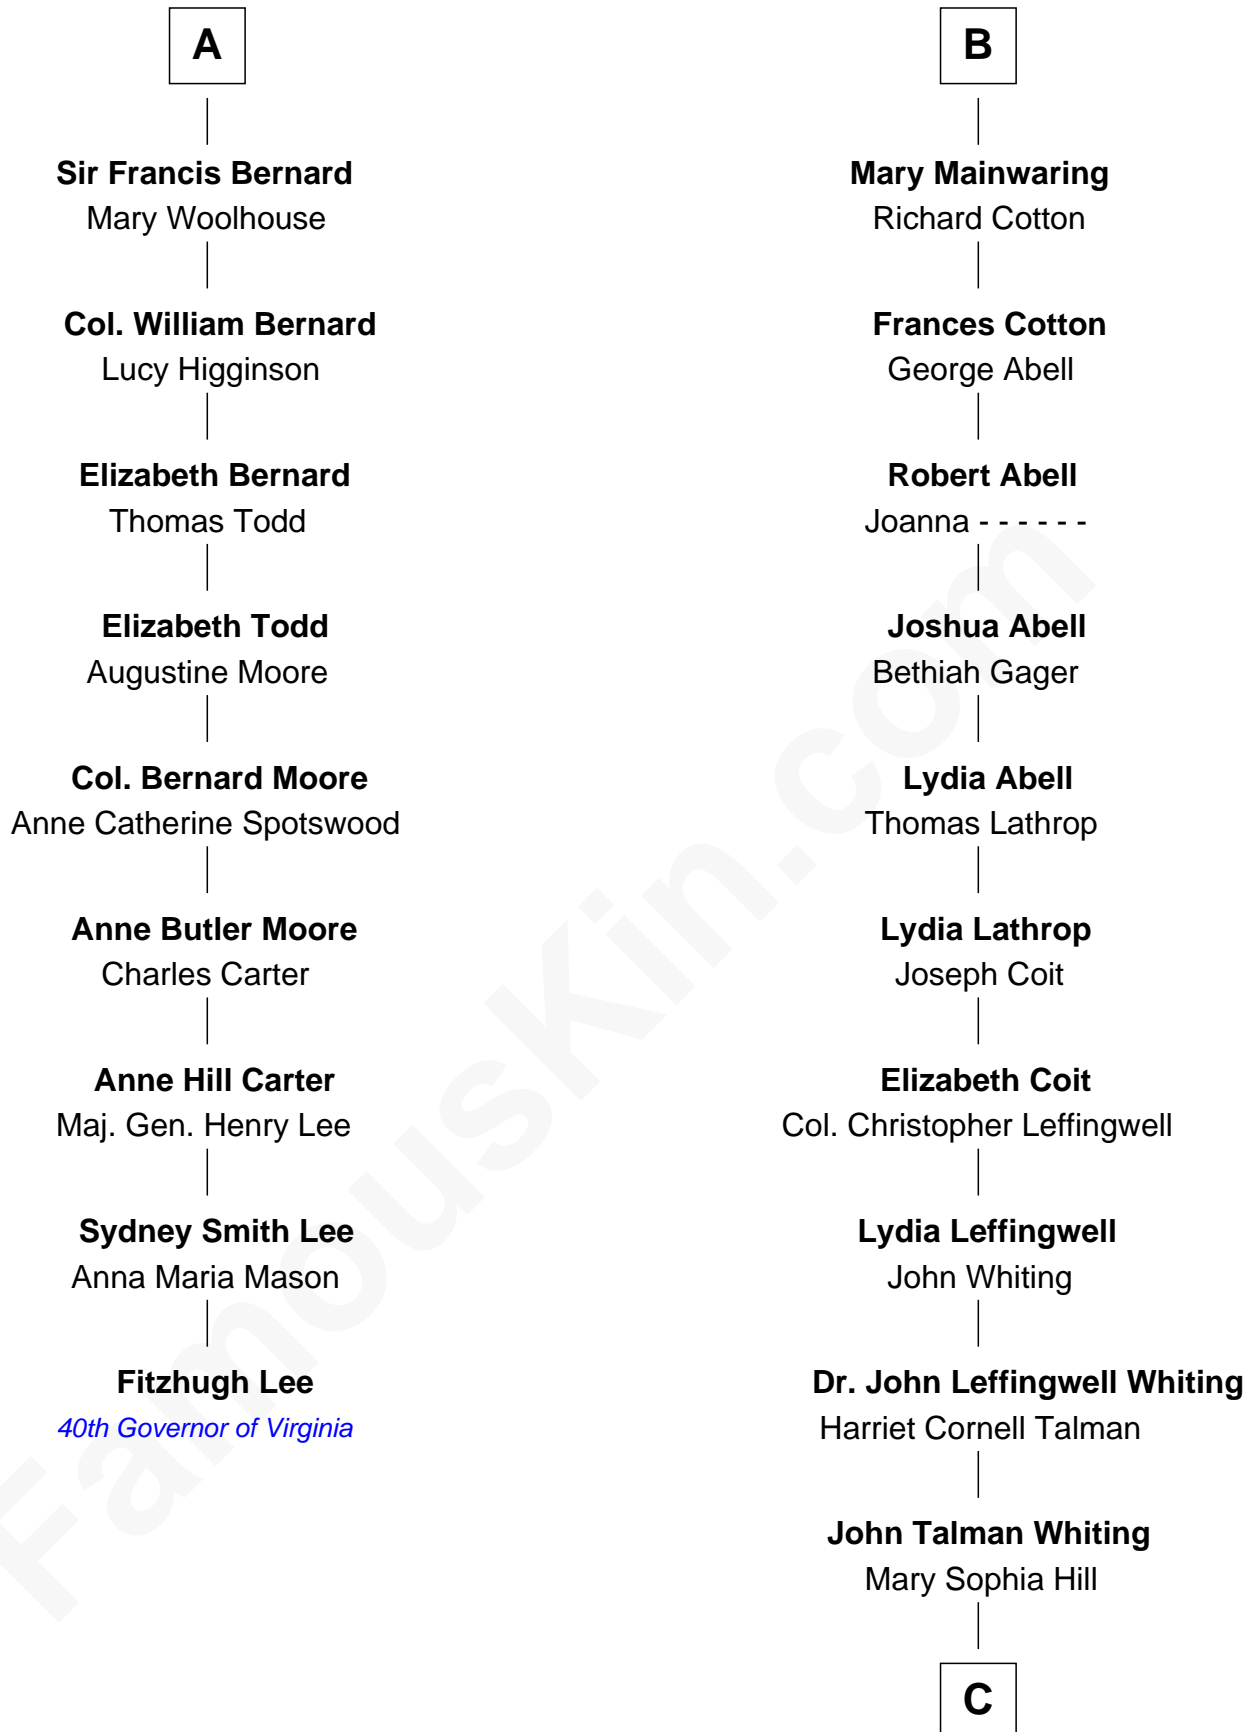 A
Sir Francis Bernard
Mary Woolhouse
Col. William Bernard
Lucy Higginson
Elizabeth Bernard
Thomas Todd
Elizabeth Todd
Augustine Moore
Col. Bernard Moore
Anne Catherine Spotswood
Anne Butler Moore
Charles Carter
Anne Hill Carter
Maj. Gen. Henry Lee
Sydney Smith Lee
Anna Maria Mason
Fitzhugh Lee
40th Governor of Virginia
B
Mary Mainwaring
Richard Cotton
Frances Cotton
George Abell
Robert Abell
Joanna - - - - - -
Joshua Abell
Bethiah Gager
Lydia Abell
Thomas Lathrop
Lydia Lathrop
Joseph Coit
Elizabeth Coit
Col. Christopher Leffingwell
Lydia Leffingwell
John Whiting
Dr. John Leffingwell Whiting
Harriet Cornell Talman
John Talman Whiting
Mary Sophia Hill
C
FamousKin.com